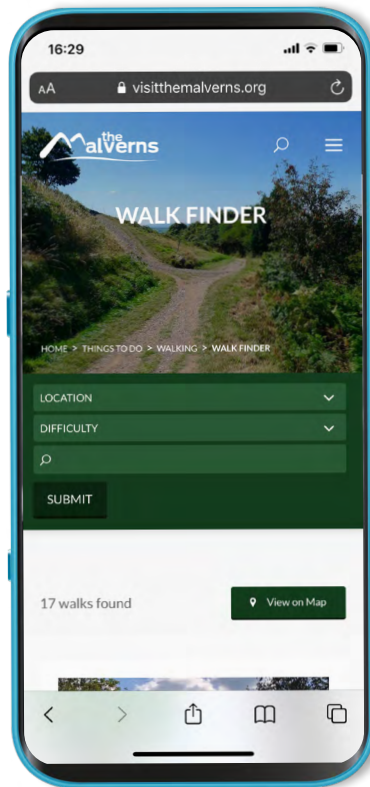 16:29
AA visitthemalverns.org
the
Malverns
WALK FINDER
HOME > THINGS TO DO > WALKING > WALK FINDER
LOCATION
DIFFICULTY
SUBMIT
17 walks found
View on Map